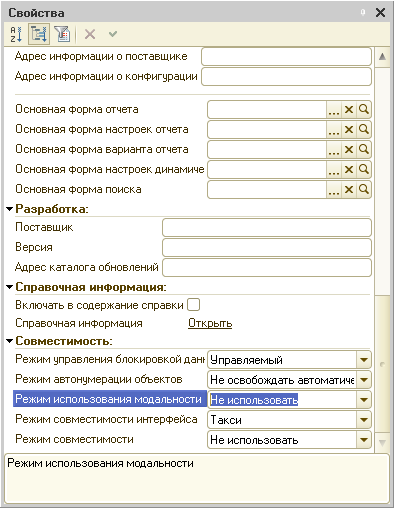 Свойства
Адрес информации о поставщике
Адрес информации о конфигурации
Основная форма отчета
Основная форма настроек отчета
Основная форма варианта отчета
Основная форма настроек динамиче
Основная форма поиска
Разработка:
Поставщик
Версия
Адрес каталога обновлений
Справочная информация:
Включать в содержание справки
Справочная информация Открыть
Совместимость:
Режим управления блокировкой дан Управляемый
Режим автонумерации объектов Не освобождать автоматиче
Режим использования модальности Не использовать
Режим совместимости интерфейса Такси
Режим совместимости Не использовать
Режим использования модальности